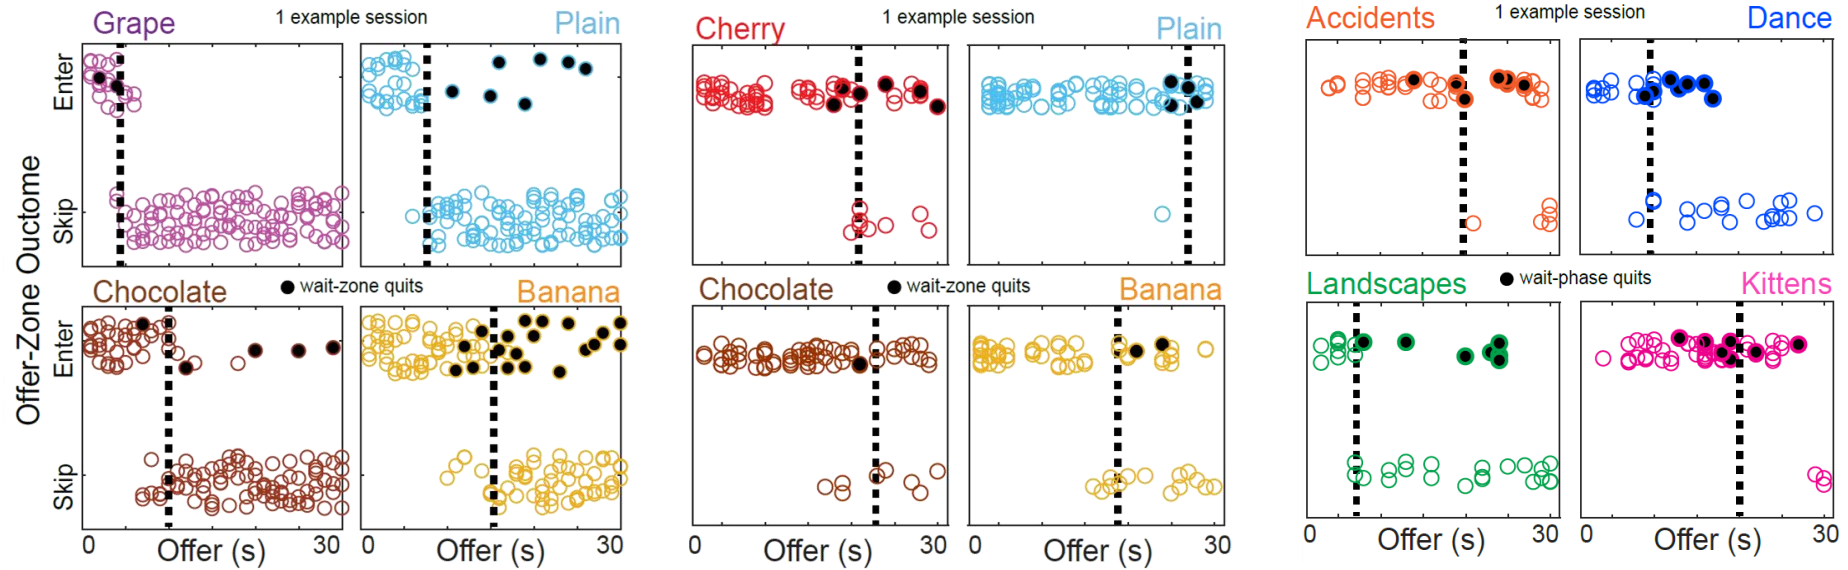 Grape
1 example session
Plain
Cherry
1 example session
Plain
Accidents
1 example session
Dance
Offer-Zone Ouctome
Enter
Skip
Chocolate
wait-zone quits
Banana
Chocolate
wait-zone quits
Banana
Landscapes
wait-phase quits
Kittens
Enter
Skip
0 Offer (s) 30
0 Offer (s) 30
0 Offer (s) 30
0 Offer (s) 30
0 Offer (s) 30
0 Offer (s) 30